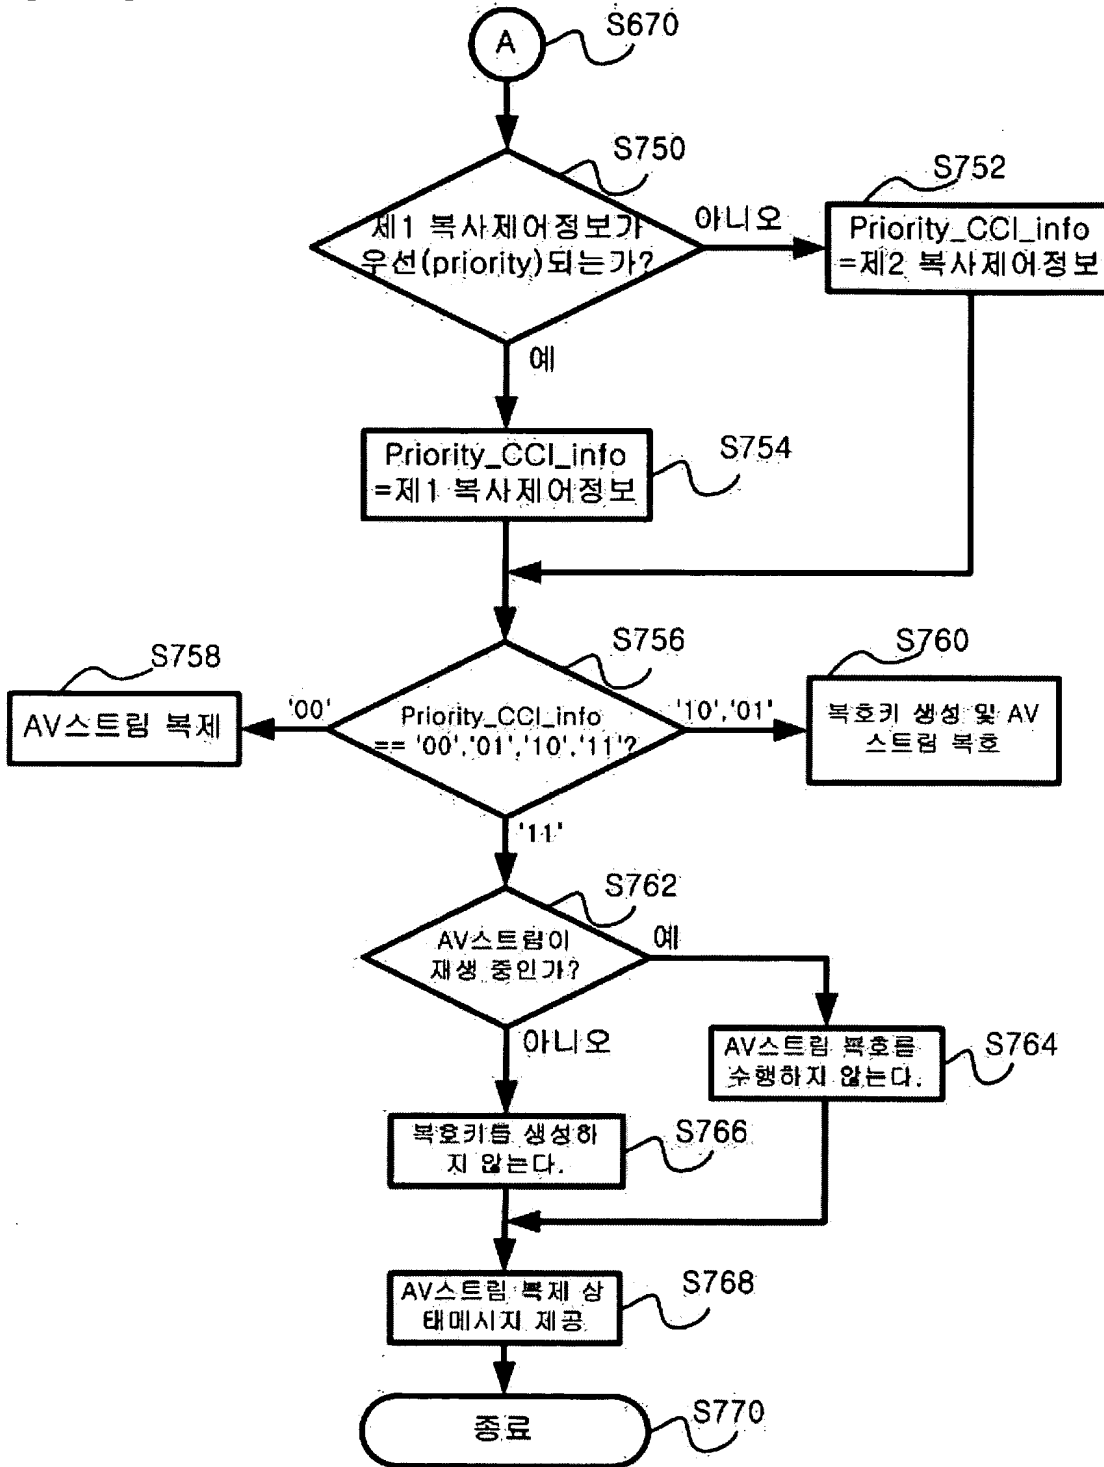 A
S670
S750
제1 복사제어정보가
우선(priority)되는가?
아니오
S752
Priority_CCI_info
=제2 복사제어정보
예
Priority_CCI_info
=제1 복사제어정보
S754
S756
Priority_CCI_info
== '00','01','10','11'?
'00'
S758
AV스트림 복제
'10','01'
S760
복호키 생성 및 AV
스트림 복호
'11'
S762
AV스트림이
재생 중인가?
예
AV스트림 복호를
수행하지 않는다.
S764
아니오
복호키를 생성하
지 않는다.
S766
AV스트림 복제 상
태메시지 제공
S768
종료
S770